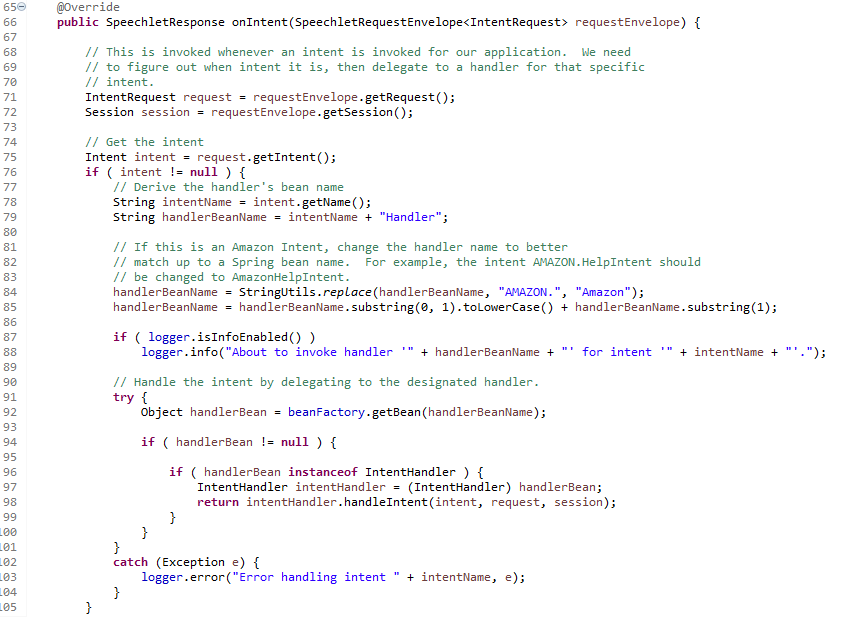 65 @Override
66 public SpeechletResponse onIntent(SpeechletRequestEnvelope<IntentRequest> requestEnvelope) {
67
68 // This is invoked whenever an intent is invoked for our application.  We need
69 // to figure out when intent it is, then delegate to a handler for that specific
70 // intent.
71 IntentRequest request = requestEnvelope.getRequest();
72 Session session = requestEnvelope.getSession();
73
74 // Get the intent
75 Intent intent = request.getIntent();
76 if ( intent != null ) {
77 // Derive the handler's bean name
78 String intentName = intent.getName();
79 String handlerBeanName = intentName + "Handler";
80
81 // If this is an Amazon Intent, change the handler name to better
82 // match up to a Spring bean name.  For example, the intent AMAZON.HelpIntent should
83 // be changed to AmazonHelpIntent.
84 handlerBeanName = StringUtils.replace(handlerBeanName, "AMAZON.", "Amazon");
85 handlerBeanName = handlerBeanName.substring(0, 1).toLowerCase() + handlerBeanName.substring(1);
86
87 if ( logger.isInfoEnabled() )
88 logger.info("About to invoke handler '" + handlerBeanName + "' for intent '" + intentName + "'.");
89
90 // Handle the intent by delegating to the designated handler.
91 try {
92 Object handlerBean = beanFactory.getBean(handlerBeanName);
93
94 if ( handlerBean != null ) {
95
96 if ( handlerBean instanceof IntentHandler ) {
97 IntentHandler intentHandler = (IntentHandler) handlerBean;
98 return intentHandler.handleIntent(intent, request, session);
99 }
100 }
101 }
102 catch (Exception e) {
103 logger.error("Error handling intent " + intentName, e);
104 }
105 }